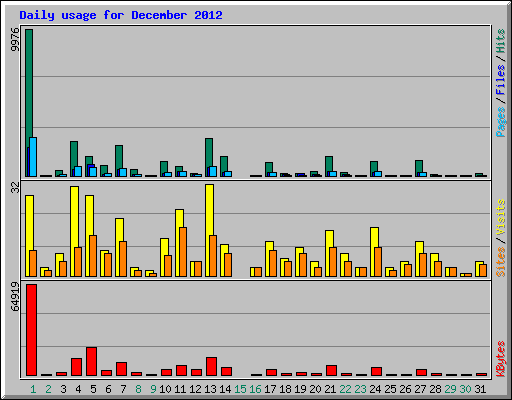 Daily usage for December 2012
9976
Pages / Files / Hits
32
Sites / Visits
64919
KBytes
1 2 3 4 5 6 7 8 9 10 11 12 13 14 15 16 17 18 19 20 21 22 23 24 25 26 27 28 29 30 31